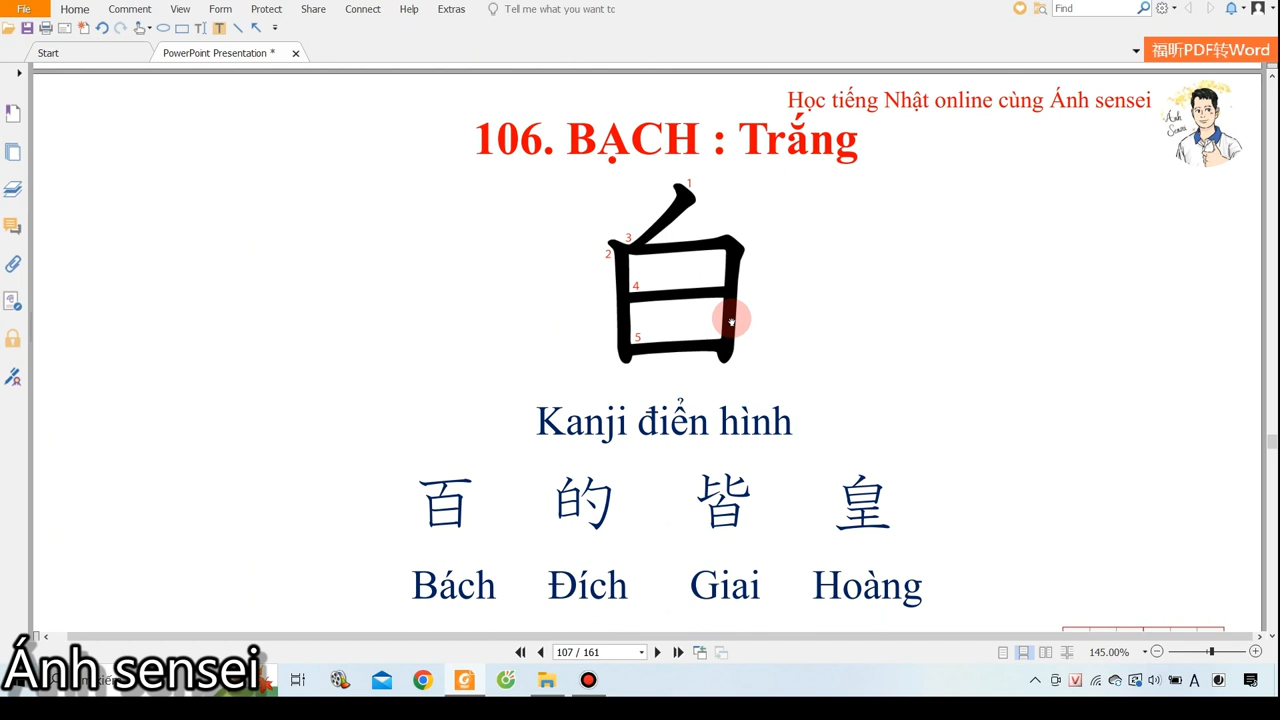 File Home Comment View Form Protect Share Connect Help Extras Tell me what you want tc Find
Start PowerPoint Presentation * 福昕PDF转Word
Học tiếng Nhật online cùng Ánh sensei
Ánh
Sensei
106. BẠCH : Trắng
白
1
2
3
4
5
Kanji điển hình
百 的 皆 皇
Bách Đích Giai Hoàng
107 / 161 145.00%
Ánh sensei